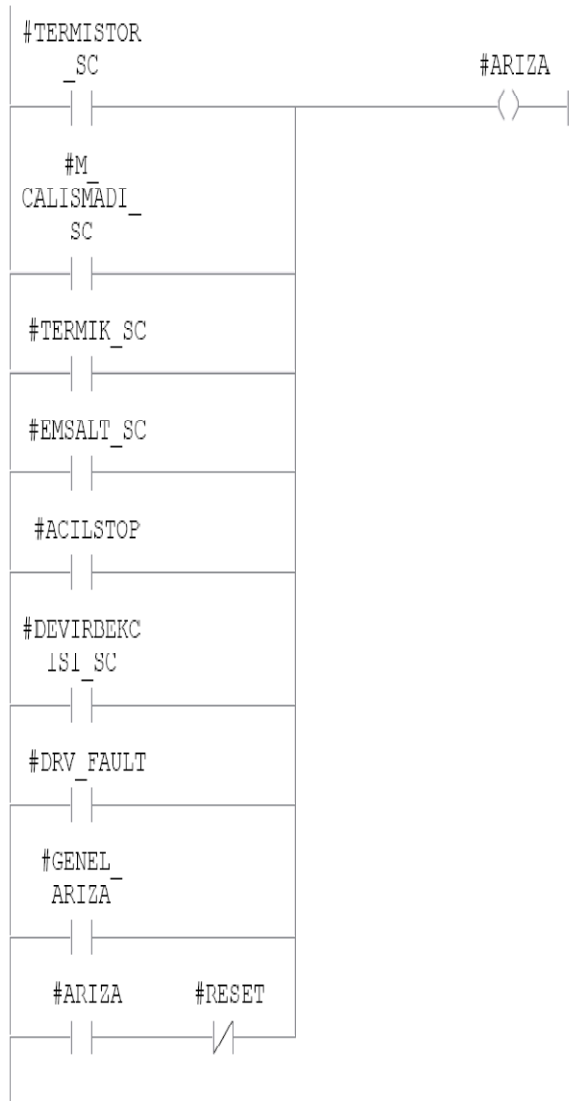 #TERMISTOR
_SC
#ARIZA
#M_
CALISMADI_
SC
#TERMIK_SC
#EMSALT_SC
#ACILSTOP
#DEVIRBEKC
ISI_SC
#DRV_FAULT
#GENEL_
ARIZA
#ARIZA #RESET